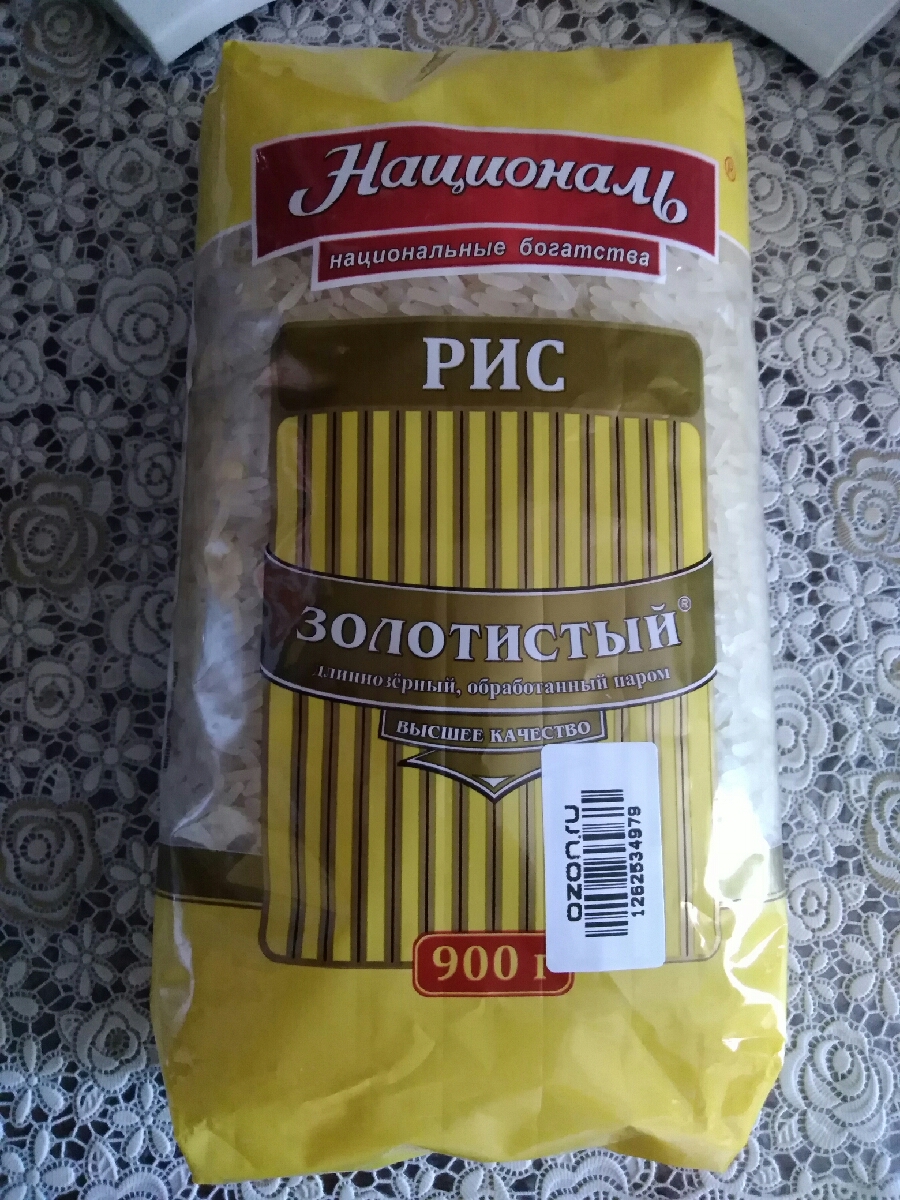 Националь
®
национальные богатства
РИС
ЗОЛОТИСТЫЙ®
длиннозёрный, обработанный паром
ВЫСШЕЕ КАЧЕСТВО
ozon.ru
1262534979
900 г